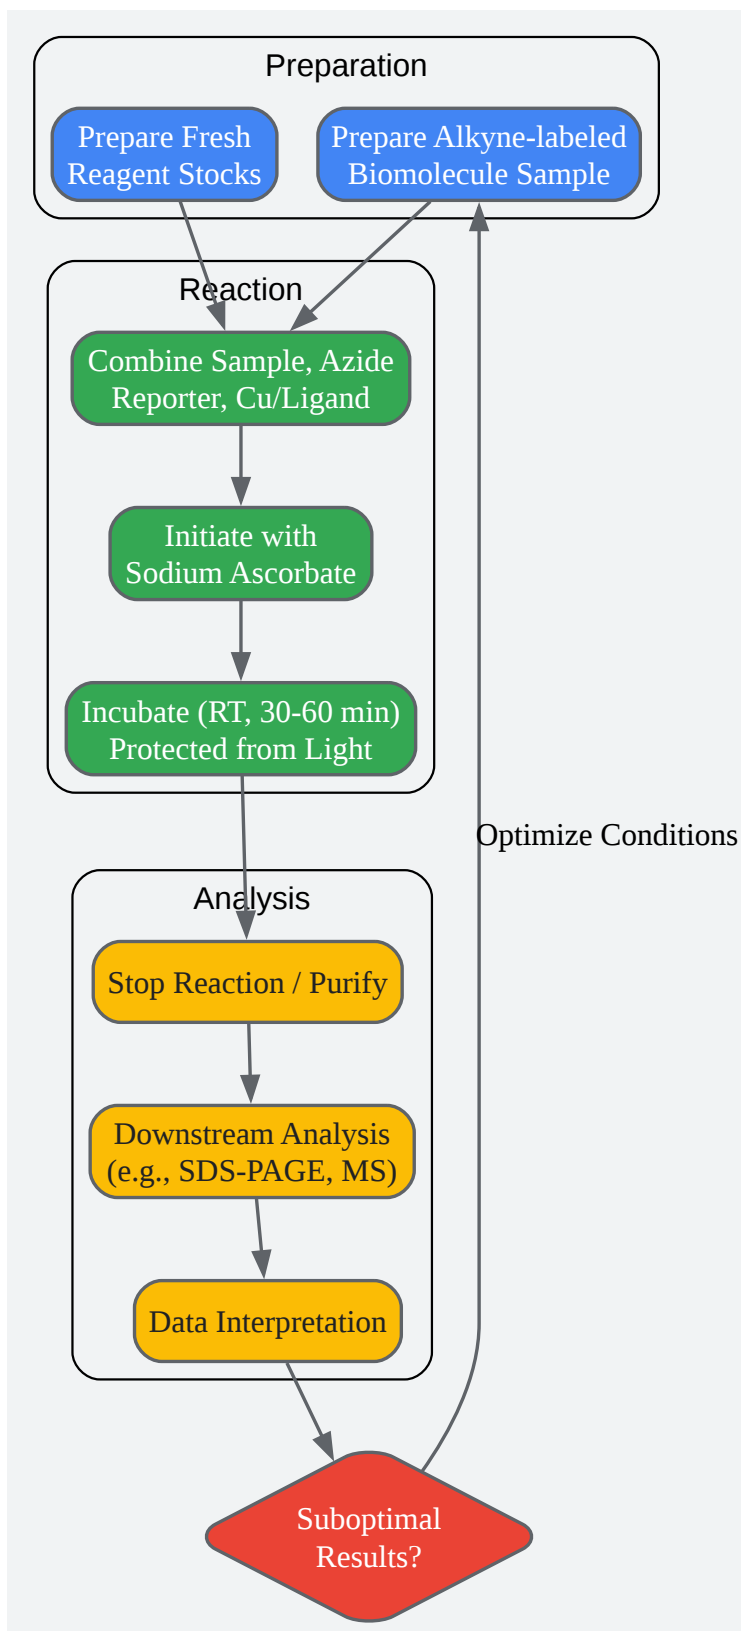 Preparation
Prepare Fresh
Reagent Stocks
Prepare Alkyne-labeled
Biomolecule Sample
Reaction
Combine Sample, Azide
Reporter, Cu/Ligand
Initiate with
Sodium Ascorbate
Incubate (RT, 30-60 min)
Protected from Light
Optimize Conditions
Analysis
Stop Reaction / Purify
Downstream Analysis
(e.g., SDS-PAGE, MS)
Data Interpretation
Suboptimal
Results?